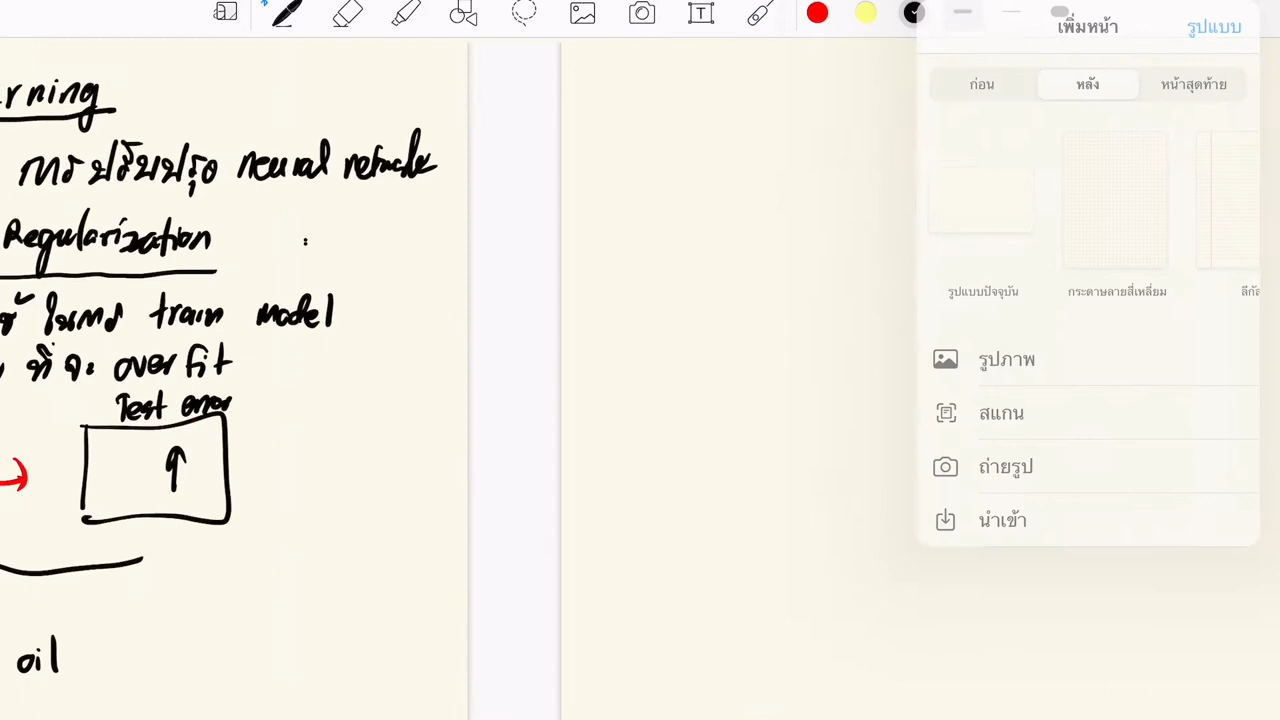 rning
การปรับปรุง neural network
Regularization
ช้ ในการ train model
ที่จะ overfit
Test error
oil
T
เพิ่มหน้า
รูปแบบ
ก่อน
หลัง
หน้าสุดท้าย
รูปแบบปัจจุบัน
กระดาษลายสี่เหลี่ยม
ลีกัล
รูปภาพ
สแกน
ถ่ายรูป
นำเข้า